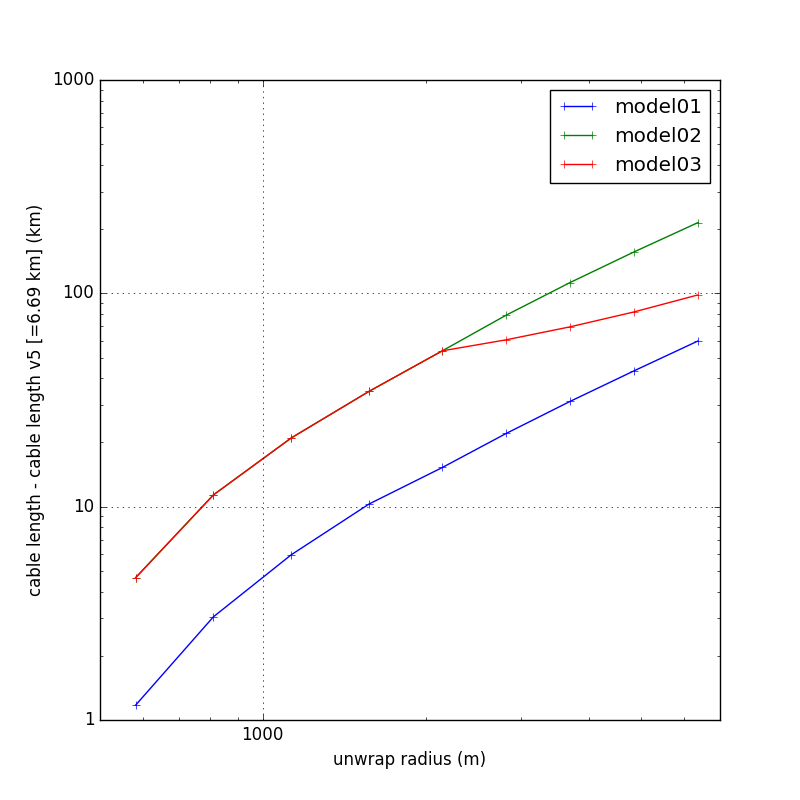 1000
100
10
1
1000
cable length - cable length v5 [=6.69 km] (km)
unwrap radius (m)
model01
model02
model03